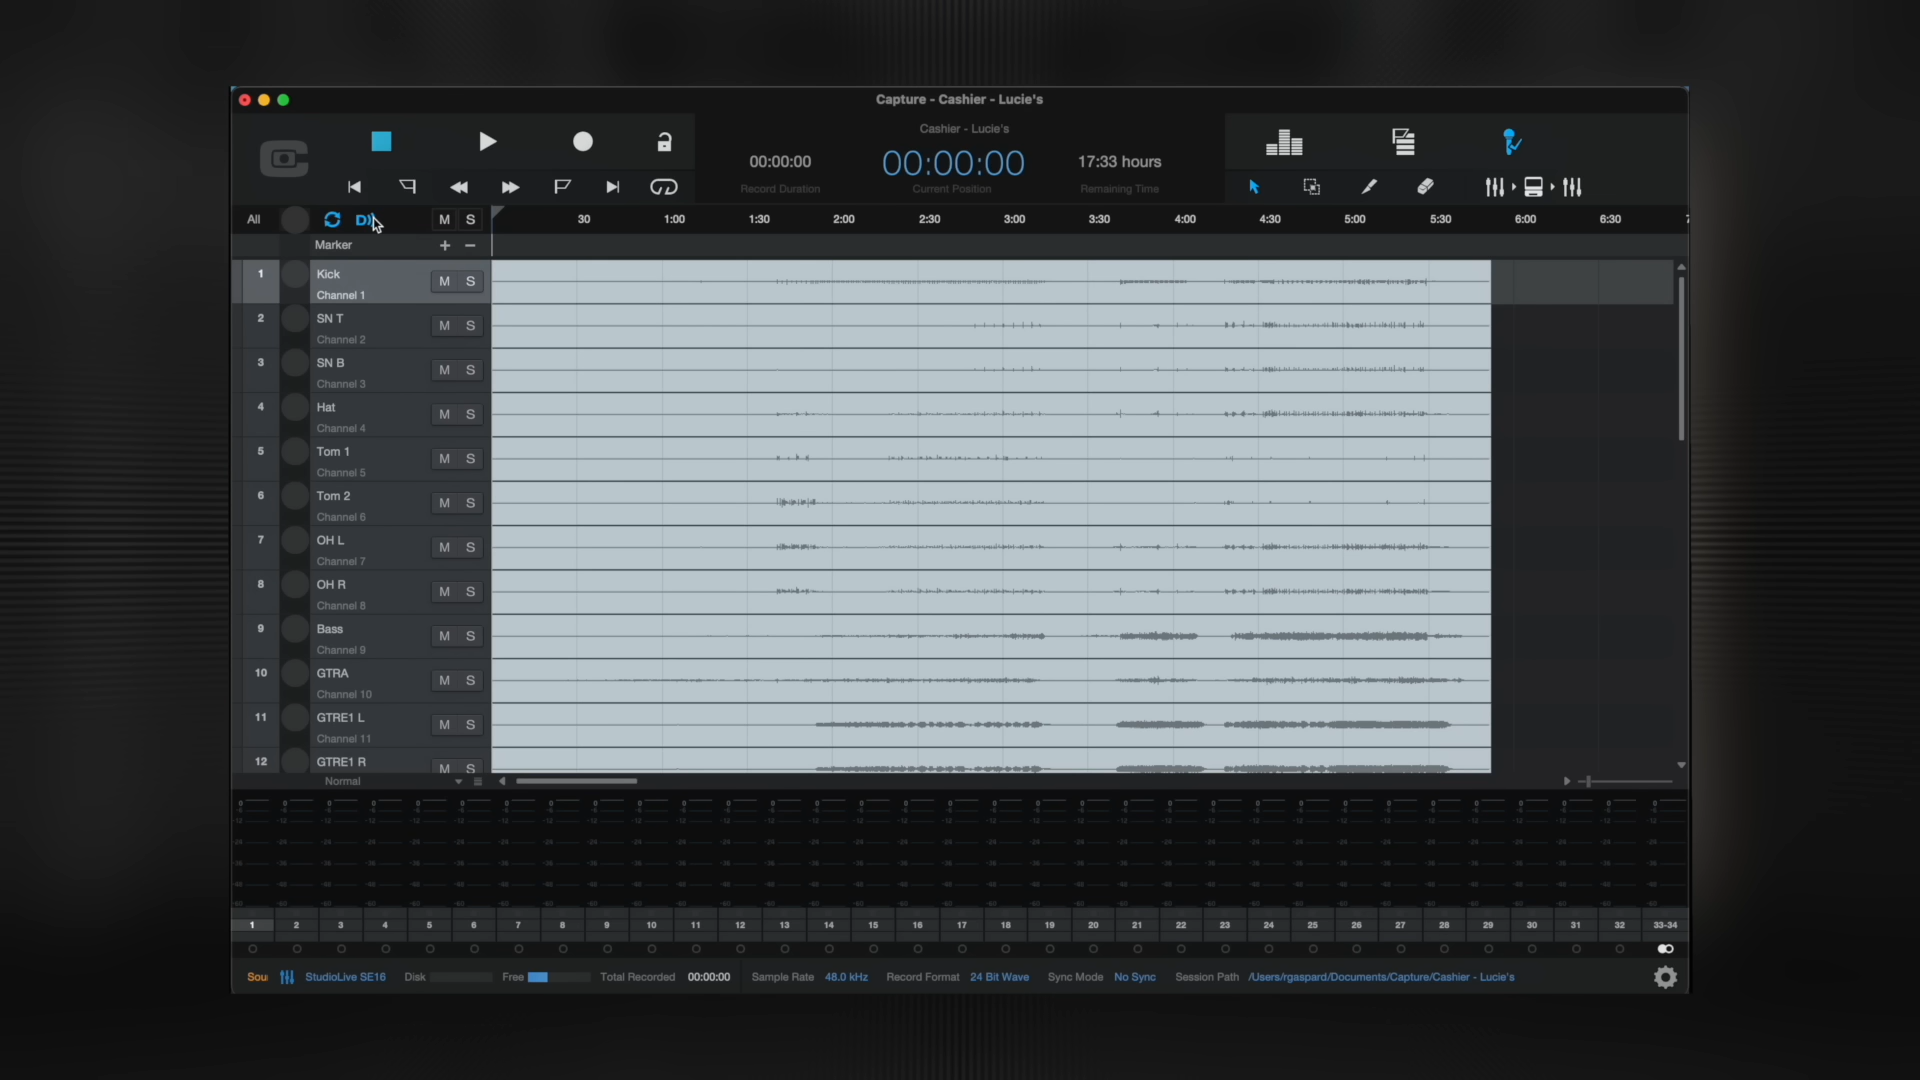 Capture - Cashier - Lucie's
Cashier - Lucie's
00:00:00
Record Duration
00:00:00
Current Position
17:33 hours
Remaining Time
All M S 30 1:00 1:30 2:00 2:30 3:00 3:30 4:00 4:30 5:00 5:30 6:00 6:30
Marker + −
1 Kick M S
Channel 1
2 SN T M S
Channel 2
3 SN B M S
Channel 3
4 Hat M S
Channel 4
5 Tom 1 M S
Channel 5
6 Tom 2 M S
Channel 6
7 OH L M S
Channel 7
8 OH R M S
Channel 8
9 Bass M S
Channel 9
10 GTRA M S
Channel 10
11 GTRE1 L M S
Channel 11
12 GTRE1 R M S
Normal
1 2 3 4 5 6 7 8 9 10 11 12 13 14 15 16 17 18 19 20 21 22 23 24 25 26 27 28 29 30 31 32 33-34
Sou StudioLive SE16 Disk Free Total Recorded 00:00:00 Sample Rate 48.0 kHz Record Format 24 Bit Wave Sync Mode No Sync Session Path /Users/rgaspard/Documents/Capture/Cashier - Lucie's